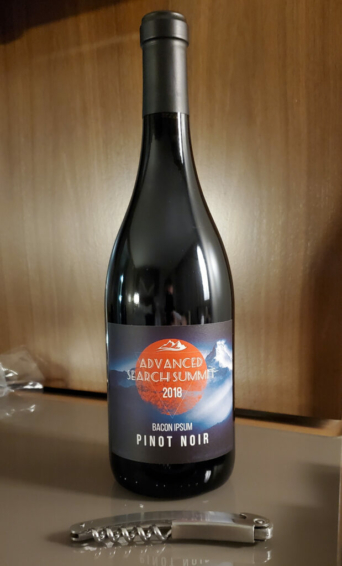 ADVANCED
SEARCH SUMMIT
2018
BACON IPSUM
PINOT NOIR